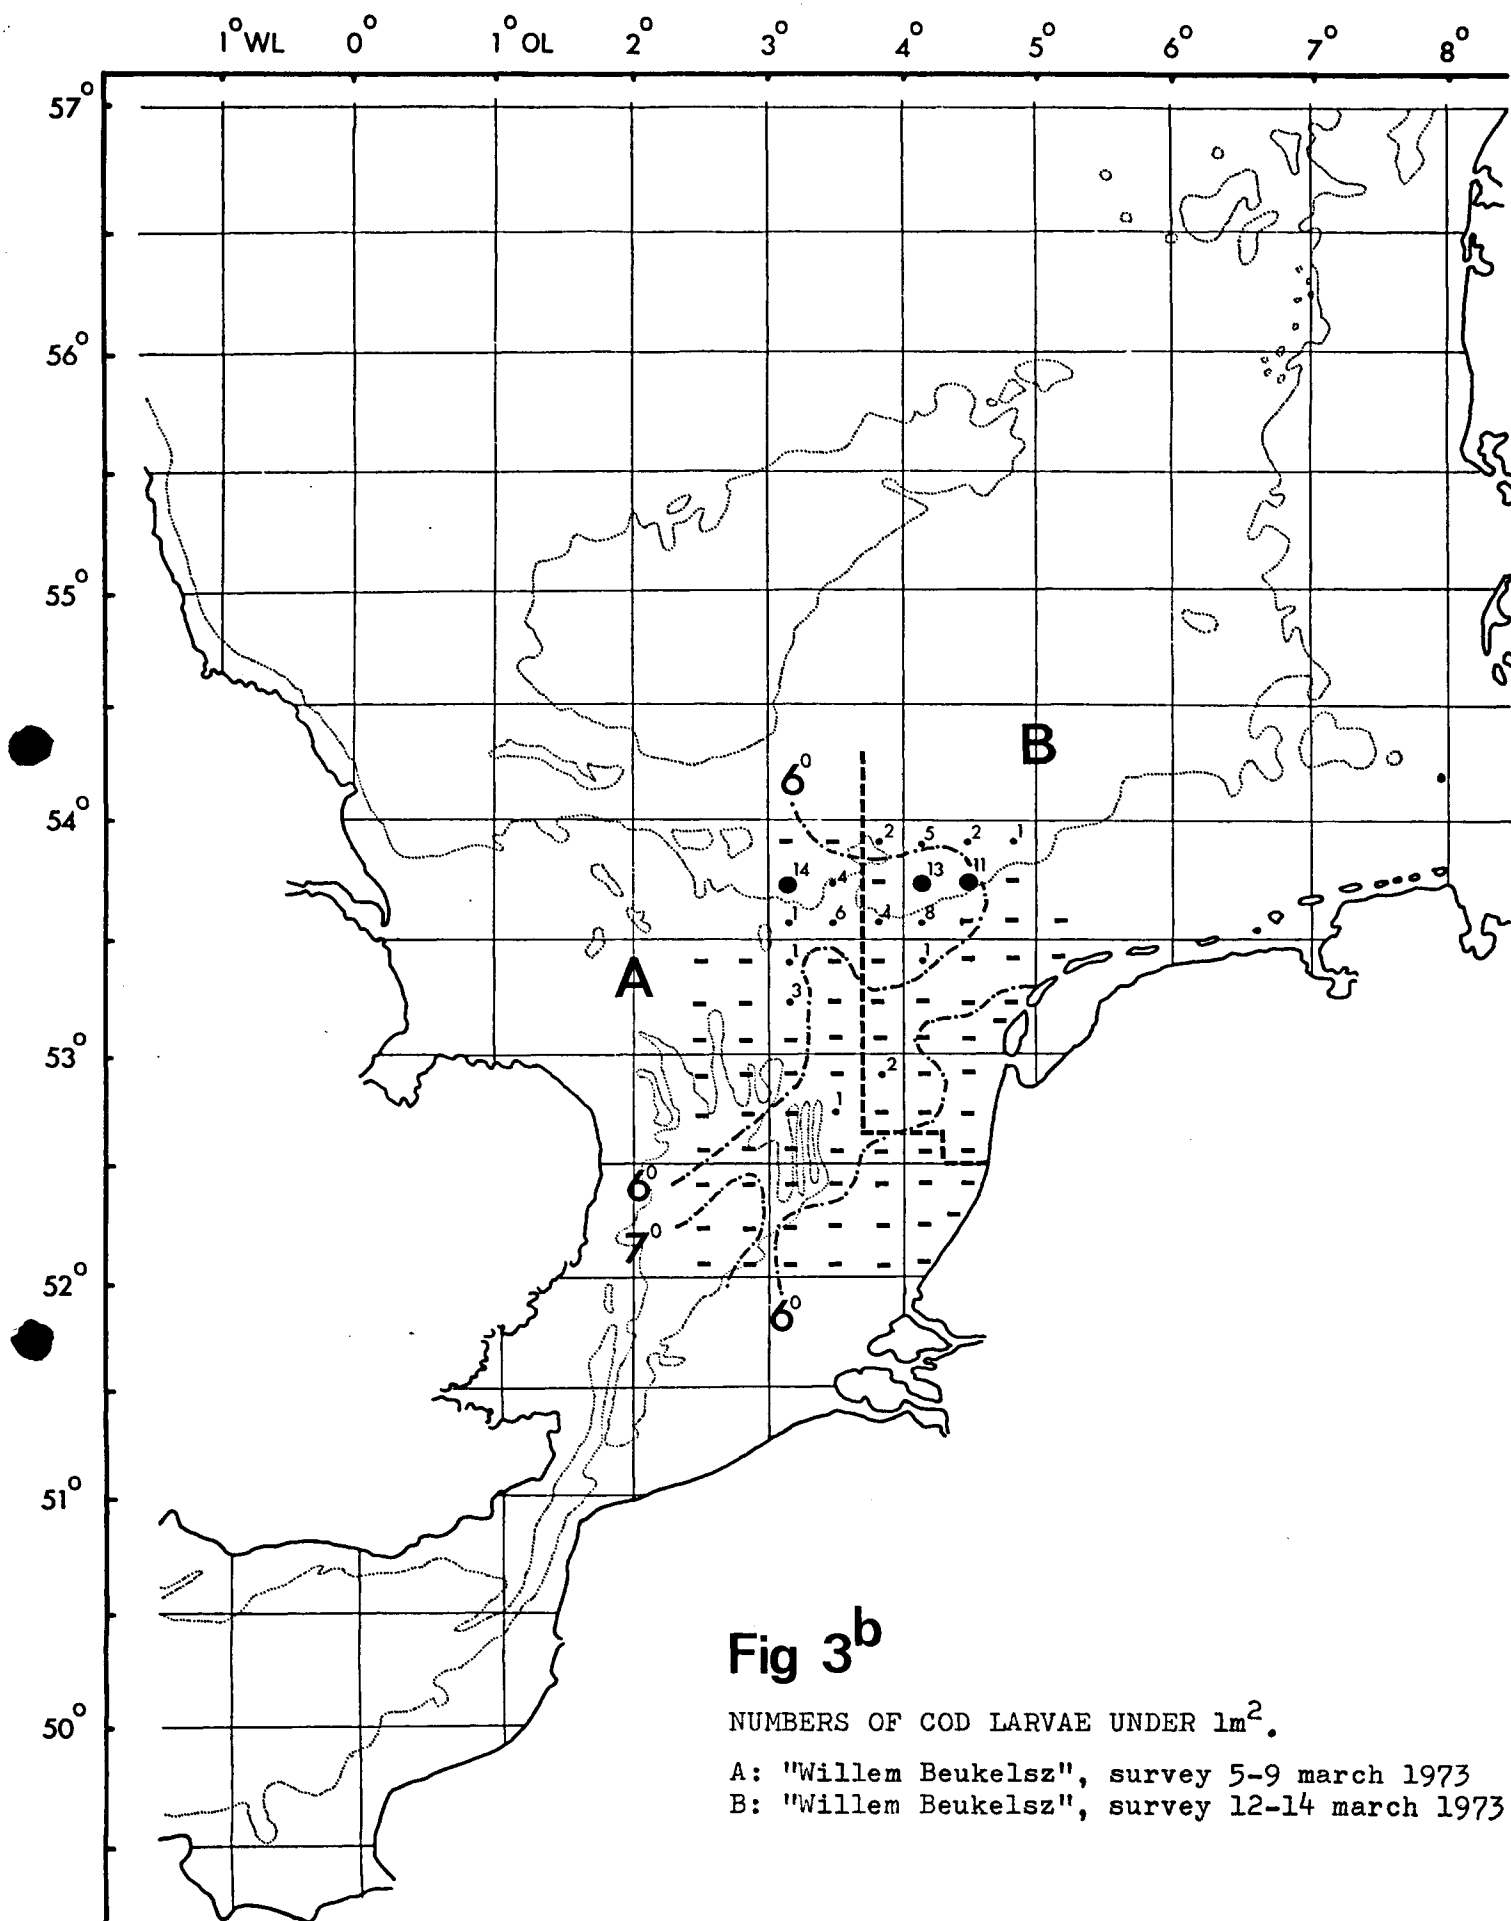 1° WL 0° 1° OL 2° 3° 4° 5° 6° 7° 8°
57°
56°
55°
B
6°
54°
2 5 2 1
14 4 13 11
1 6 4 8
1 1
A
3
53°
2
1
6°
7°
52°
6°
51°
Fig 3b
50°
NUMBERS OF COD LARVAE UNDER 1m².
A: "Willem Beukelsz", survey 5-9 march 1973
B: "Willem Beukelsz", survey 12-14 march 1973